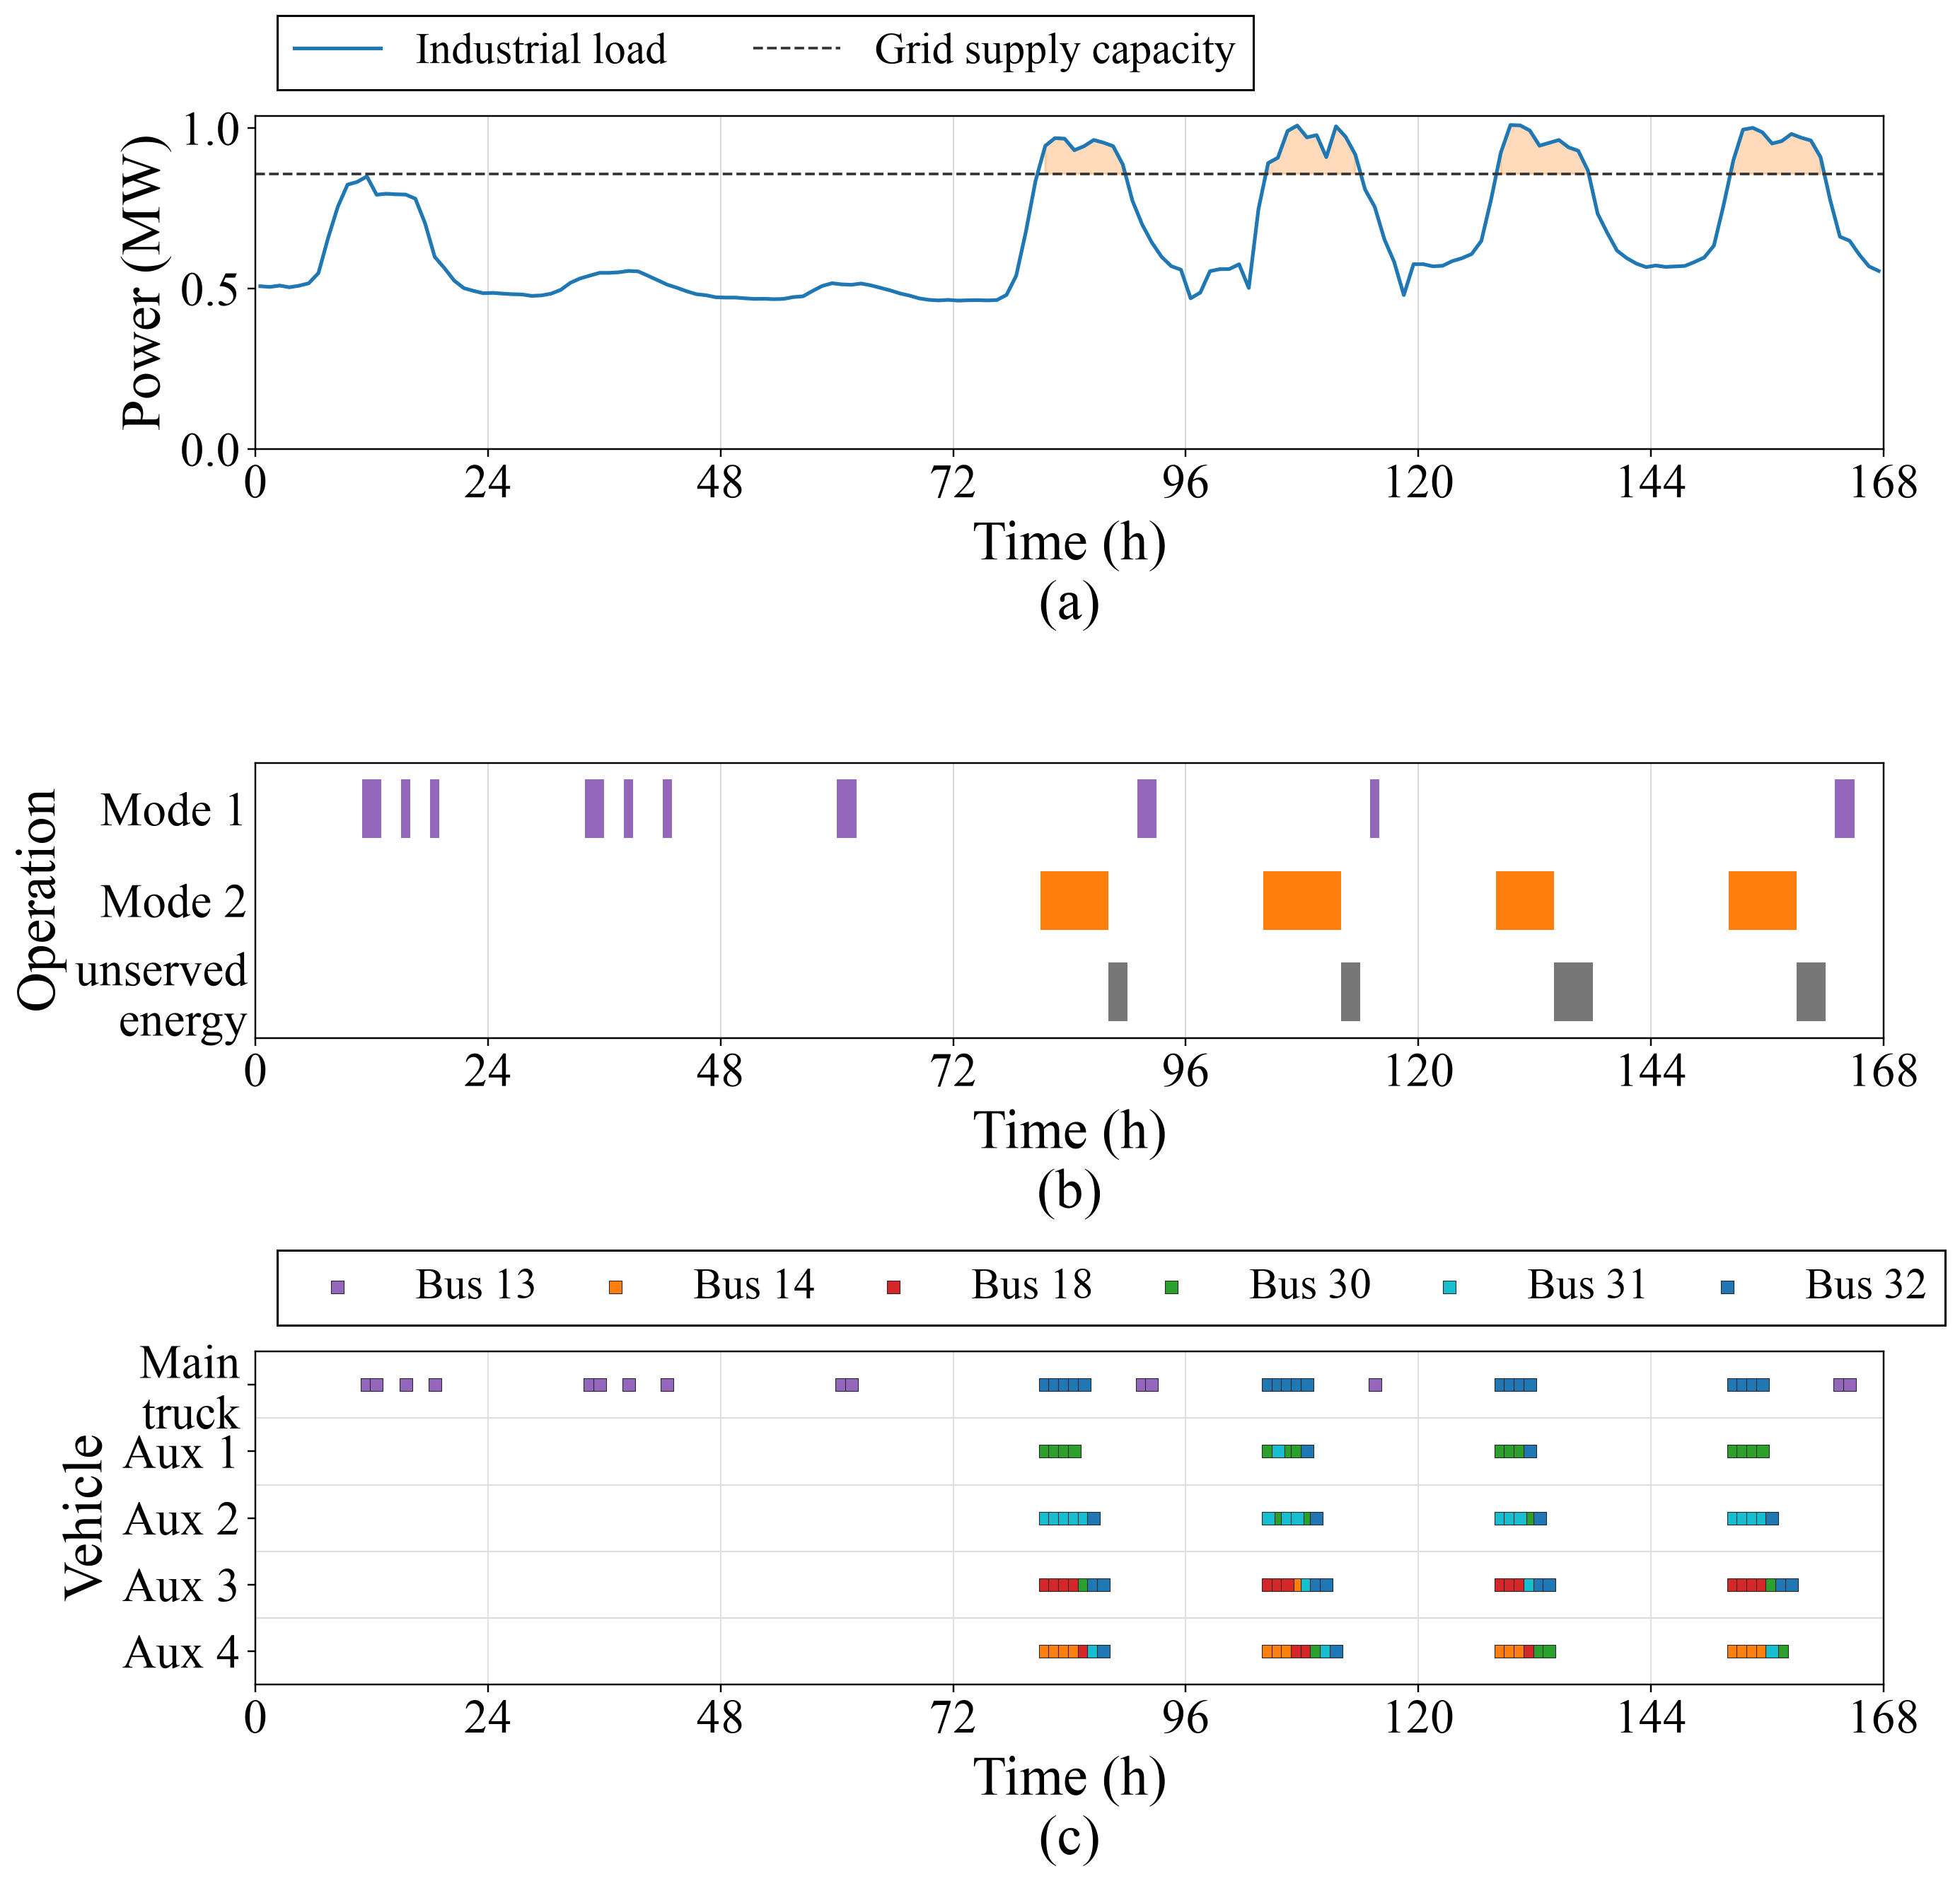 Industrial load Grid supply capacity
Power (MW)
1.0
0.5
0.0
0 24 48 72 96 120 144 168
Time (h)
(a)
Operation
Mode 1
Mode 2
unserved
energy
0 24 48 72 96 120 144 168
Time (h)
(b)
Bus 13 Bus 14 Bus 18 Bus 30 Bus 31 Bus 32
Vehicle
Main
truck
Aux 1
Aux 2
Aux 3
Aux 4
0 24 48 72 96 120 144 168
Time (h)
(c)